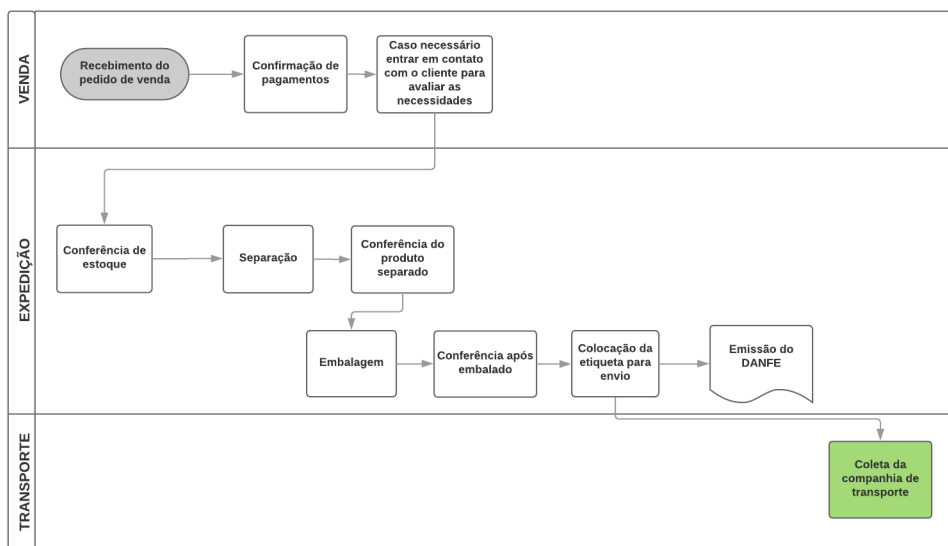 VENDA
Recebimento do
pedido de venda
Confirmação de
pagamentos
Caso necessário
entrar em contato
com o cliente para
avaliar as
necessidades
EXPEDIÇÃO
Conferência de
estoque
Separação
Conferência do
produto
separado
Embalagem
Conferência após
embalado
Colocação da
etiqueta para
envio
Emissão do
DANFE
TRANSPORTE
Coleta da
companhia de
transporte